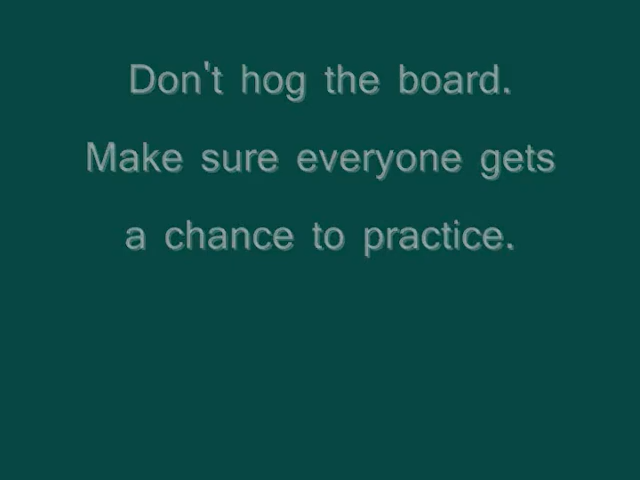 Don't hog the board.
Make sure everyone gets
a chance to practice.